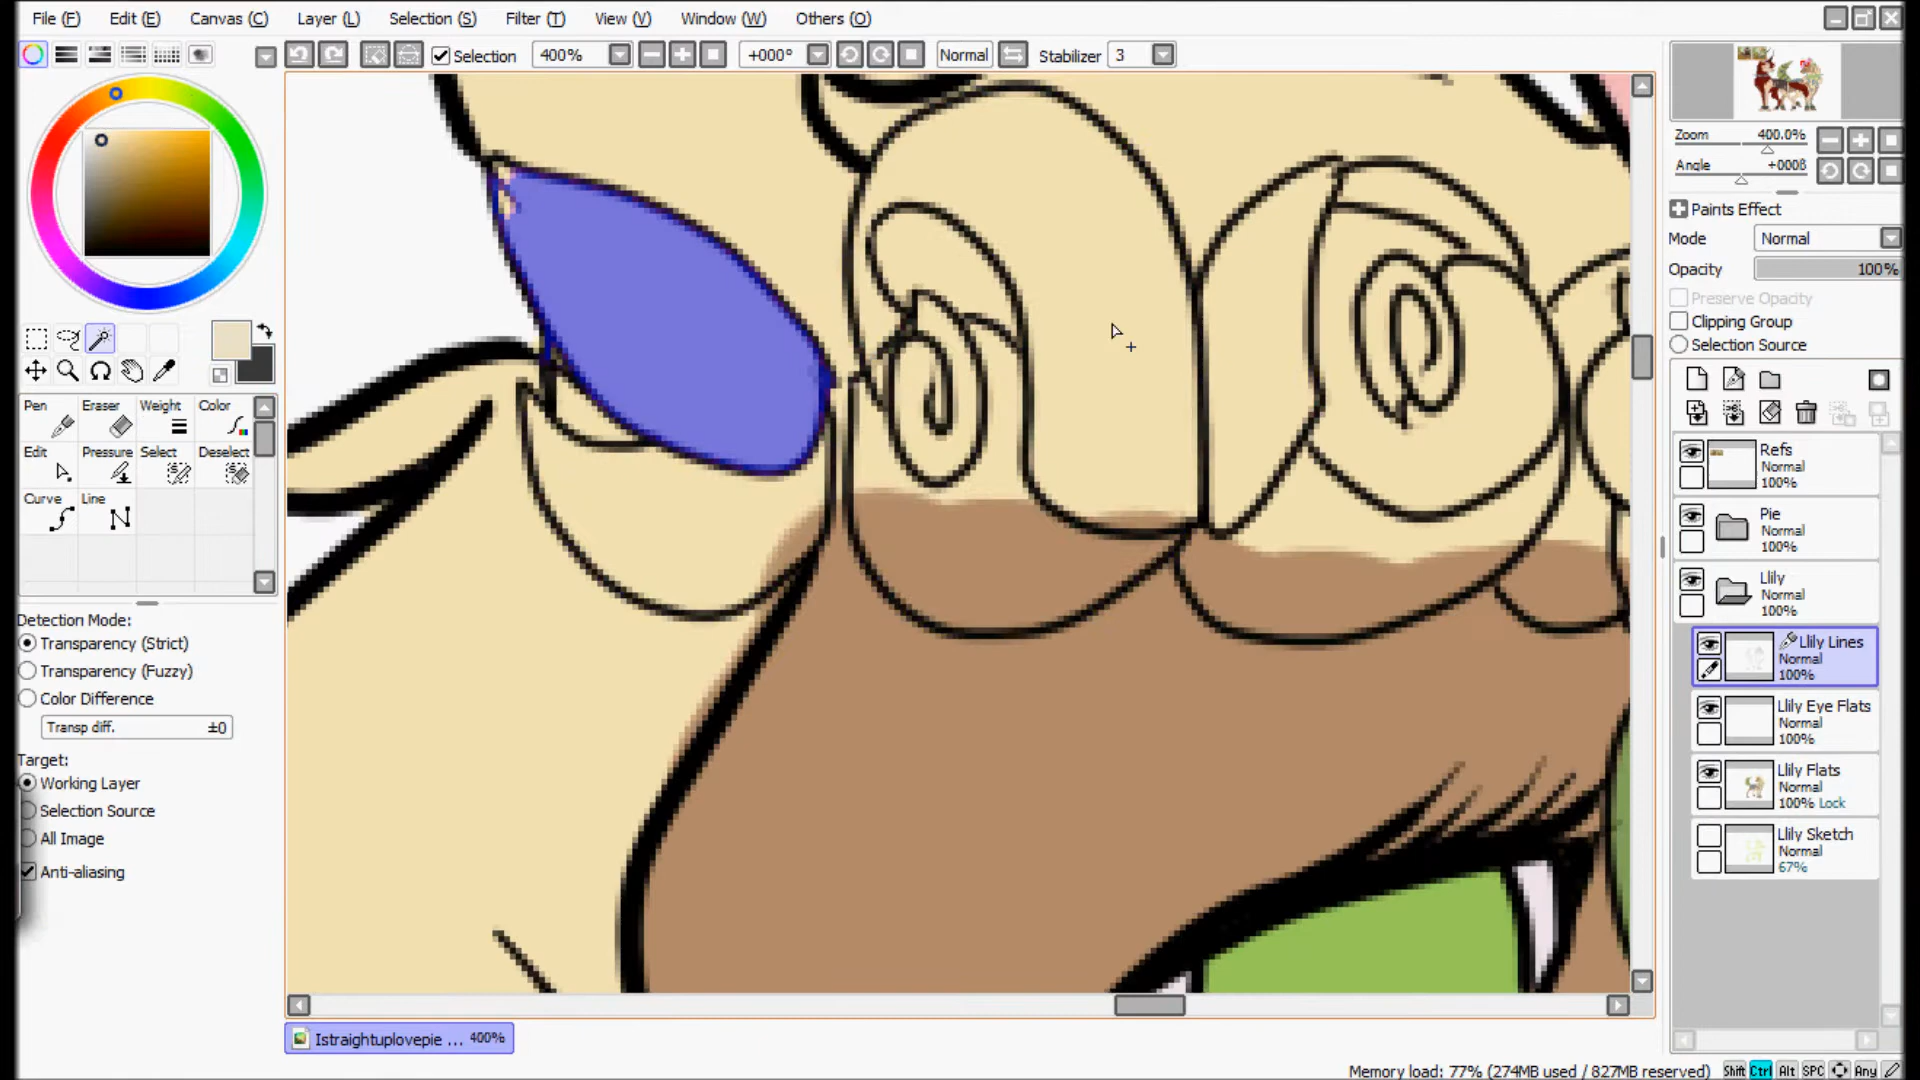 File (F) Edit (E) Canvas (C) Layer (L) Selection (S) Filter (T) View (V) Window (W) Others (O)
Selection 400% +000° Normal Stabilizer 3
Zoom 400.0%
Angle +000ß
Paints Effect
Mode Normal
Opacity 100%
Preserve Opacity
Clipping Group
Selection Source
Pen Eraser Weight Color
Edit Pressure Select Deselect
Curve Line
Detection Mode:
Transparency (Strict)
Transparency (Fuzzy)
Color Difference
Transp diff. ±0
Target:
Working Layer
Selection Source
All Image
Anti-aliasing
Refs
Normal
100%
Pie
Normal
100%
Llily
Normal
100%
Llily Lines
Normal
100%
Llily Eye Flats
Normal
100%
Llily Flats
Normal
100% Lock
Llily Sketch
Normal
67%
Istraightuplovepie ... 400%
Memory load: 77% (274MB used / 827MB reserved) Shift Ctrl Alt SPC Any